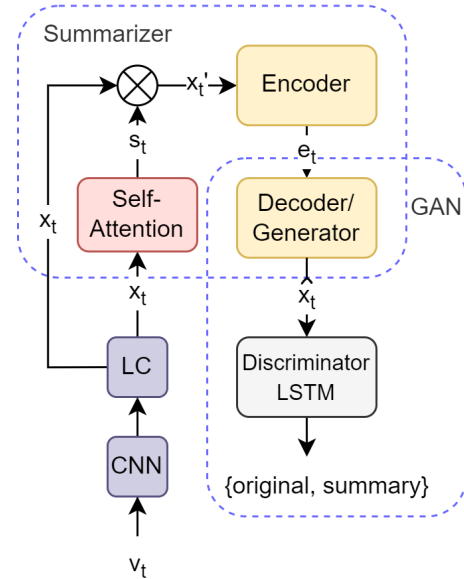 Summarizer
x_t'
Encoder
s_t
e_t
x_t
Self-
Attention
Decoder/
Generator
GAN
x_t
x̂_t
LC
Discriminator
LSTM
CNN
{original, summary}
v_t